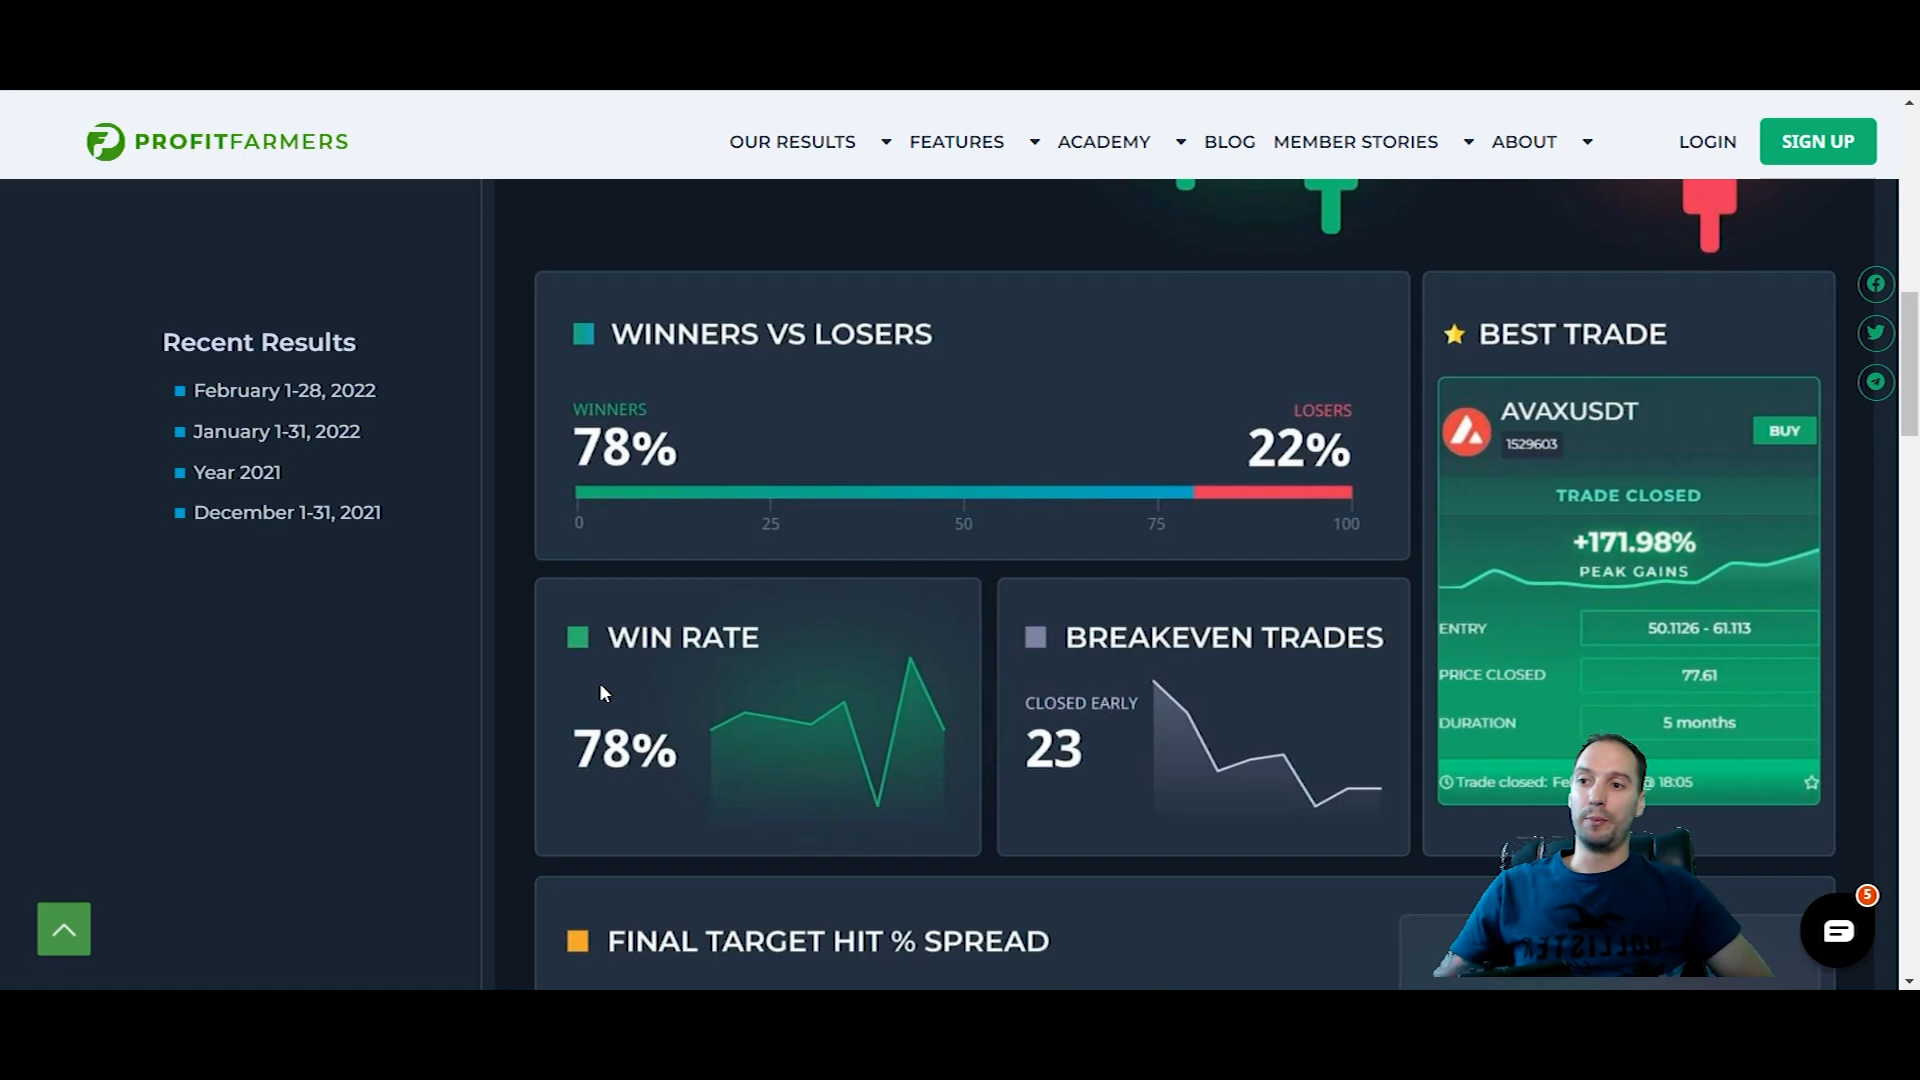 PROFITFARMERS
OUR RESULTS FEATURES ACADEMY BLOG MEMBER STORIES ABOUT LOGIN SIGN UP
Recent Results
February 1-28, 2022
January 1-31, 2022
Year 2021
December 1-31, 2021
WINNERS VS LOSERS
WINNERS LOSERS
78% 22%
0 25 50 75 100
WIN RATE
78%
BREAKEVEN TRADES
CLOSED EARLY
23
BEST TRADE
AVAXUSDT
1529603
BUY
TRADE CLOSED
+171.98%
PEAK GAINS
ENTRY 50.1126 - 61.113
PRICE CLOSED 77.61
DURATION 5 months
Trade closed: @ 18:05
FINAL TARGET HIT % SPREAD
5